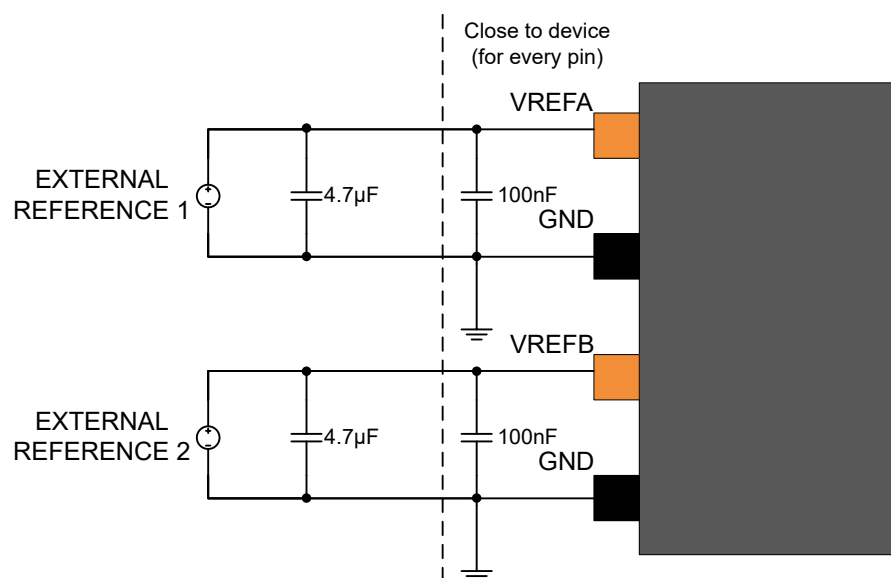 Close to device
(for every pin)
VREFA
EXTERNAL
REFERENCE 1
4.7µF
100nF
GND
VREFB
EXTERNAL
REFERENCE 2
4.7µF
100nF
GND